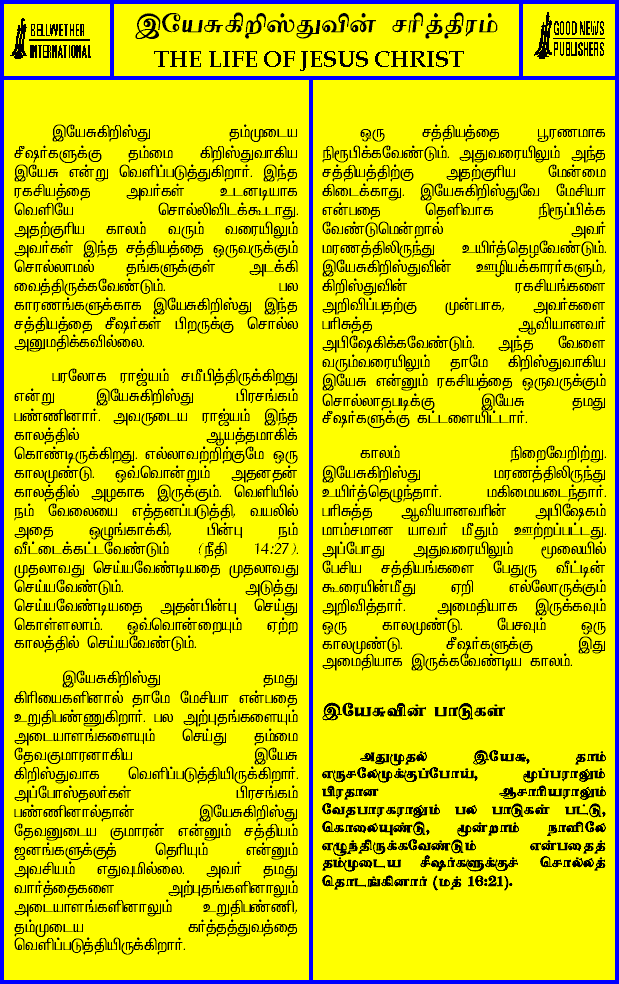 BELLWETHER
INTERNATIONAL
இயேசுகிறிஸ்துவின் சரித்திரம்
THE LIFE OF JESUS CHRIST
GOOD NEWS
PUBLISHERS
இயேசுகிறிஸ்து தம்முடைய
சீஷர்களுக்கு தம்மை கிறிஸ்துவாகிய
இயேசு என்று வெளிப்படுத்துகிறார். இந்த
ரகசியத்தை அவர்கள் உடனடியாக
வெளியே சொல்லிவிடக்கூடாது.
அதற்குரிய காலம் வரும் வரையிலும்
அவர்கள் இந்த சத்தியத்தை ஒருவருக்கும்
சொல்லாமல் தங்களுக்குள் அடக்கி
வைத்திருக்கவேண்டும். பல
காரணங்களுக்காக இயேசுகிறிஸ்து இந்த
சத்தியத்தை சீஷர்கள் பிறருக்கு சொல்ல
அனுமதிக்கவில்லை.
பரலோக ராஜ்யம் சமீபித்திருக்கிறது
என்று இயேசுகிறிஸ்து பிரசங்கம்
பண்ணினார். அவருடைய ராஜ்யம் இந்த
காலத்தில் ஆயத்தமாகிக்
கொண்டிருக்கிறது. எல்லாவற்றிற்குமே ஒரு
காலமுண்டு. ஒவ்வொன்றும் அதனதன்
காலத்தில் அழகாக இருக்கும். வெளியில்
நம் வேலையை எத்தனப்படுத்தி, வயலில்
அதை ஒழுங்காக்கி, பின்பு நம்
வீட்டைக்கட்டவேண்டும் (நீதி 14:27).
முதலாவது செய்யவேண்டியதை முதலாவது
செய்யவேண்டும். அடுத்து
செய்யவேண்டியதை அதன்பின்பு செய்து
கொள்ளலாம். ஒவ்வொன்றையும் ஏற்ற
காலத்தில் செய்யவேண்டும்.
இயேசுகிறிஸ்து தமது
கிரியைகளினால் தாமே மேசியா என்பதை
உறுதிபண்ணுகிறார். பல அற்புதங்களையும்
அடையாளங்களையும் செய்து தம்மை
தேவகுமாரனாகிய இயேசு
கிறிஸ்துவாக வெளிப்படுத்தியிருக்கிறார்.
அப்போஸ்தலர்கள் பிரசங்கம்
பண்ணினால்தான் இயேசுகிறிஸ்து
தேவனுடைய குமாரன் என்னும் சத்தியம்
ஜனங்களுக்குத் தெரியும் என்னும்
அவசியம் எதுவுமில்லை. அவர் தமது
வார்த்தைகளை அற்புதங்களினாலும்
அடையாளங்களினாலும் உறுதிபண்ணி,
தம்முடைய கர்த்தத்துவத்தை
வெளிப்படுத்தியிருக்கிறார்.
ஒரு சத்தியத்தை பூரணமாக
நிரூபிக்கவேண்டும். அதுவரையிலும் அந்த
சத்தியத்திற்கு அதற்குரிய மேன்மை
கிடைக்காது. இயேசுகிறிஸ்துவே மேசியா
என்பதை தெளிவாக நிரூப்பிக்க
வேண்டுமென்றால் அவர்
மரணத்திலிருந்து உயிர்த்தெழவேண்டும்.
இயேசுகிறிஸ்துவின் ஊழியக்காரர்களும்,
கிறிஸ்துவின் ரகசியங்களை
அறிவிப்பதற்கு முன்பாக, அவர்களை
பரிசுத்த ஆவியானவர்
அபிஷேகிக்கவேண்டும். அந்த வேளை
வரும்வரையிலும் தாமே கிறிஸ்துவாகிய
இயேசு என்னும் ரகசியத்தை ஒருவருக்கும்
சொல்லாதபடிக்கு இயேசு தமது
சீஷர்களுக்கு கட்டளையிட்டார்.
காலம் நிறைவேறிற்று.
இயேசுகிறிஸ்து மரணத்திலிருந்து
உயிர்த்தெழுந்தார். மகிமையடைந்தார்.
பரிசுத்த ஆவியானவரின் அபிஷேகம்
மாம்சமான யாவர் மீதும் ஊற்றப்பட்டது.
அப்போது அதுவரையிலும் மூலையில்
பேசிய சத்தியங்களை பேதுரு வீட்டின்
கூரையின்மீது ஏறி எல்லோருக்கும்
அறிவித்தார். அமைதியாக இருக்கவும்
ஒரு காலமுண்டு. பேசவும் ஒரு
காலமுண்டு. சீஷர்களுக்கு இது
அமைதியாக இருக்கவேண்டிய காலம்.
இயேசுவின் பாடுகள்
அதுமுதல் இயேசு, தாம்
எருசலேமுக்குப்போய், மூப்பராலும்
பிரதான ஆசாரியராலும்
வேதபாரகராலும் பல பாடுகள் பட்டு,
கொலையுண்டு, மூன்றாம் நாளிலே
எழுந்திருக்கவேண்டும் என்பதைத்
தம்முடைய சீஷர்களுக்குச் சொல்லத்
தொடங்கினார் (மத் 16:21).